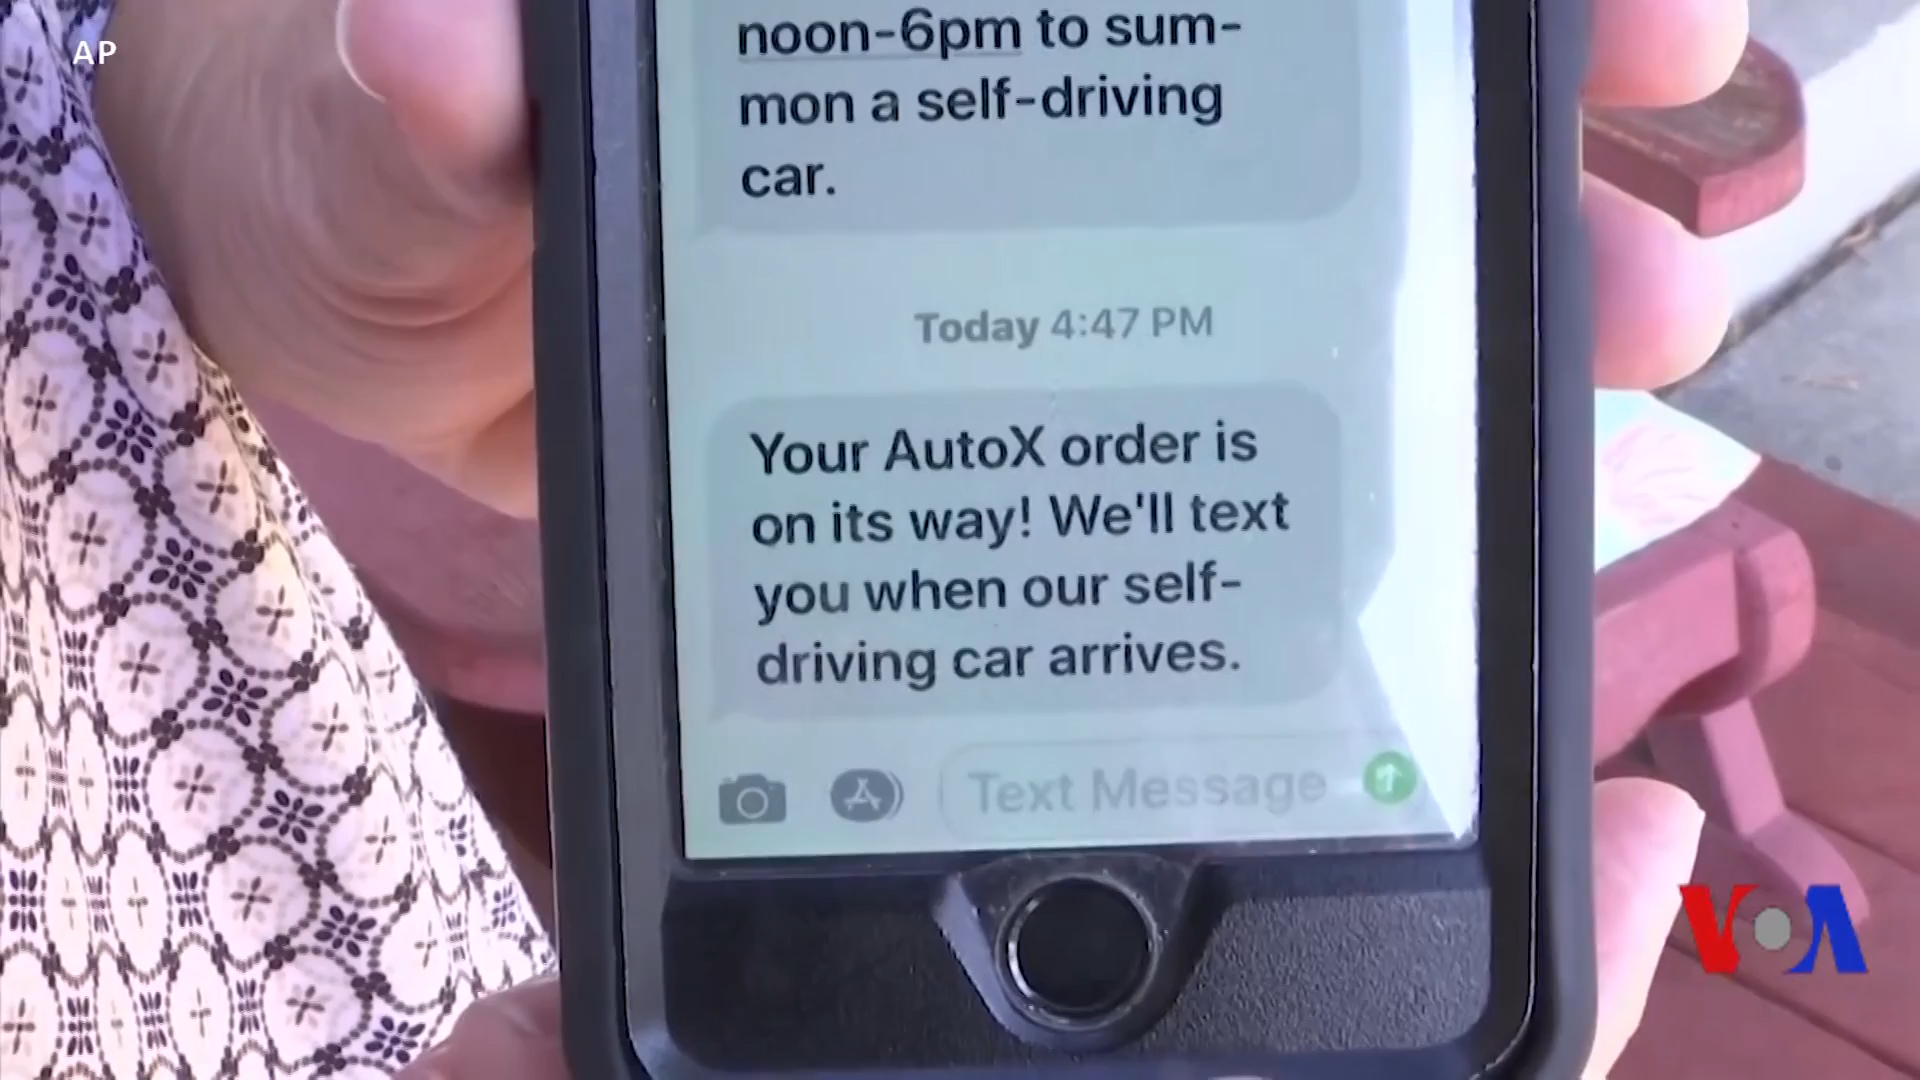 AP
noon-6pm to sum-
mon a self-driving
car.
Today 4:47 PM
Your AutoX order is
on its way! We'll text
you when our self-
driving car arrives.
Text Message
VOA